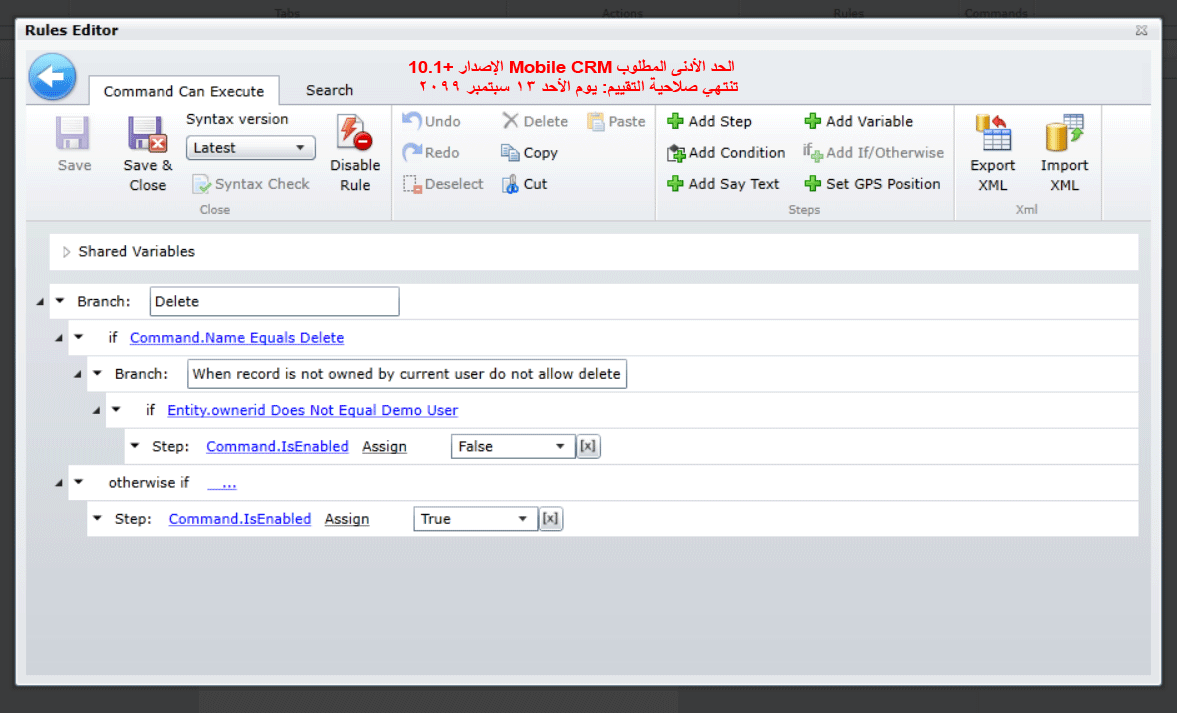 Tabs Actions Rules Commands
Rules Editor
الحد الأدنى المطلوب Mobile CRM الإصدار +10.1
تنتهي صلاحية التقييم: يوم الأحد ١٣ سبتمبر ٢٠٩٩
Command Can Execute Search
Syntax version
Undo Delete Paste Add Step Add Variable
Latest
Redo Copy Add Condition if Add If/Otherwise
Save Save & Close Disable Rule Export XML Import XML
Syntax Check Deselect Cut Add Say Text Set GPS Position
Close Steps Xml
Shared Variables
Branch: Delete
if Command.Name Equals Delete
Branch: When record is not owned by current user do not allow delete
if Entity.ownerid Does Not Equal Demo User
Step: Command.IsEnabled Assign False [x]
otherwise if ...
Step: Command.IsEnabled Assign True [x]